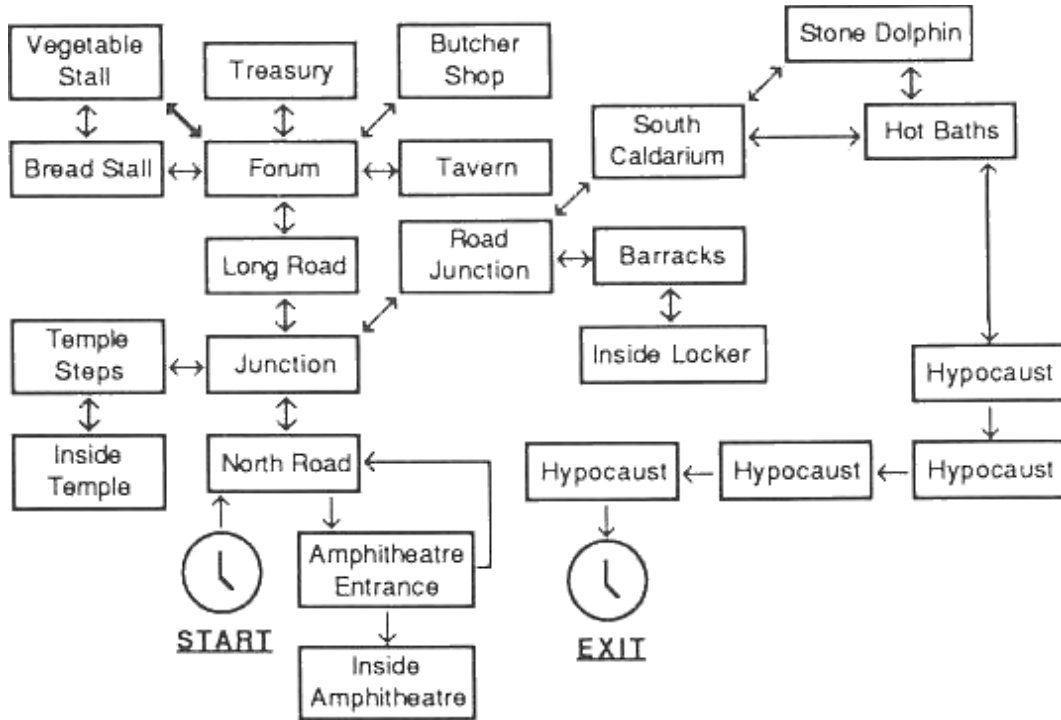 Vegetable
Stall
Treasury
Butcher
Shop
Stone Dolphin
Bread Stall
Forum
Tavern
South
Caldarium
Hot Baths
Long Road
Road
Junction
Barracks
Temple
Steps
Junction
Inside Locker
Hypocaust
Inside
Temple
North Road
Hypocaust
Hypocaust
Hypocaust
Amphitheatre
Entrance
START
EXIT
Inside
Amphitheatre